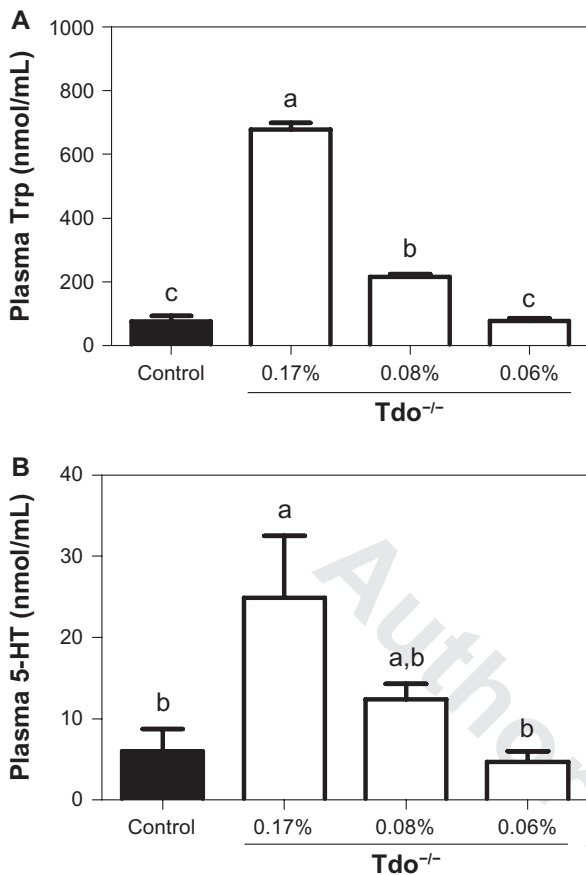 A
Plasma Trp (nmol/mL)
1000
800
600
400
200
0
c
a
b
c
Control
0.17%
0.08%
0.06%
Tdo−/−
B
Plasma 5-HT (nmol/mL)
40
30
20
10
0
b
a
a,b
b
Control
0.17%
0.08%
0.06%
Tdo−/−
Author